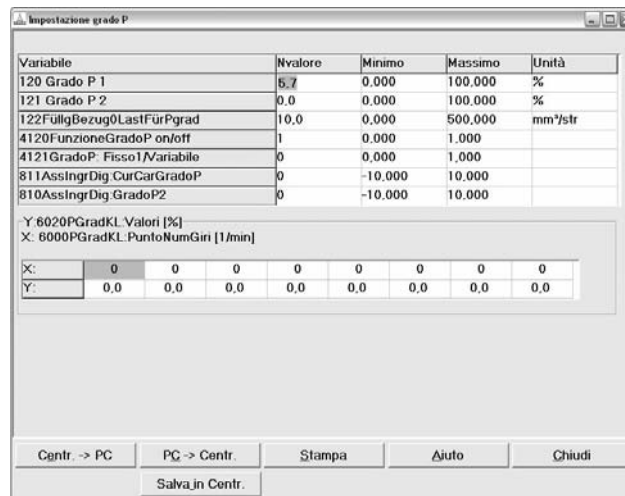 Impostazione grado P
Variabile Nvalore Minimo Massimo Unità
120 Grado P 1 5,7 0,000 100,000 %
121 Grado P 2 0,0 0,000 100,000 %
122FüllgBezug0LastFürPgrad 10,0 0,000 500,000 mm³/str
4120FunzioneGradoP on/off 1 0,000 1,000
4121GradoP: Fisso1/Variabile 0 0,000 1,000
811AssIngrDig:CurCarGradoP 0 -10,000 10,000
810AssIngrDig:GradoP2 0 -10,000 10,000
Y:6020PGradKL:Valori [%]
X: 6000PGradKL:PuntoNumGiri [1/min]
X: 0 0 0 0 0 0 0 0
Y: 0,0 0,0 0,0 0,0 0,0 0,0 0,0 0,0
Centr. -> PC PC -> Centr. Stampa Aiuto Chiudi
Salva in Centr.